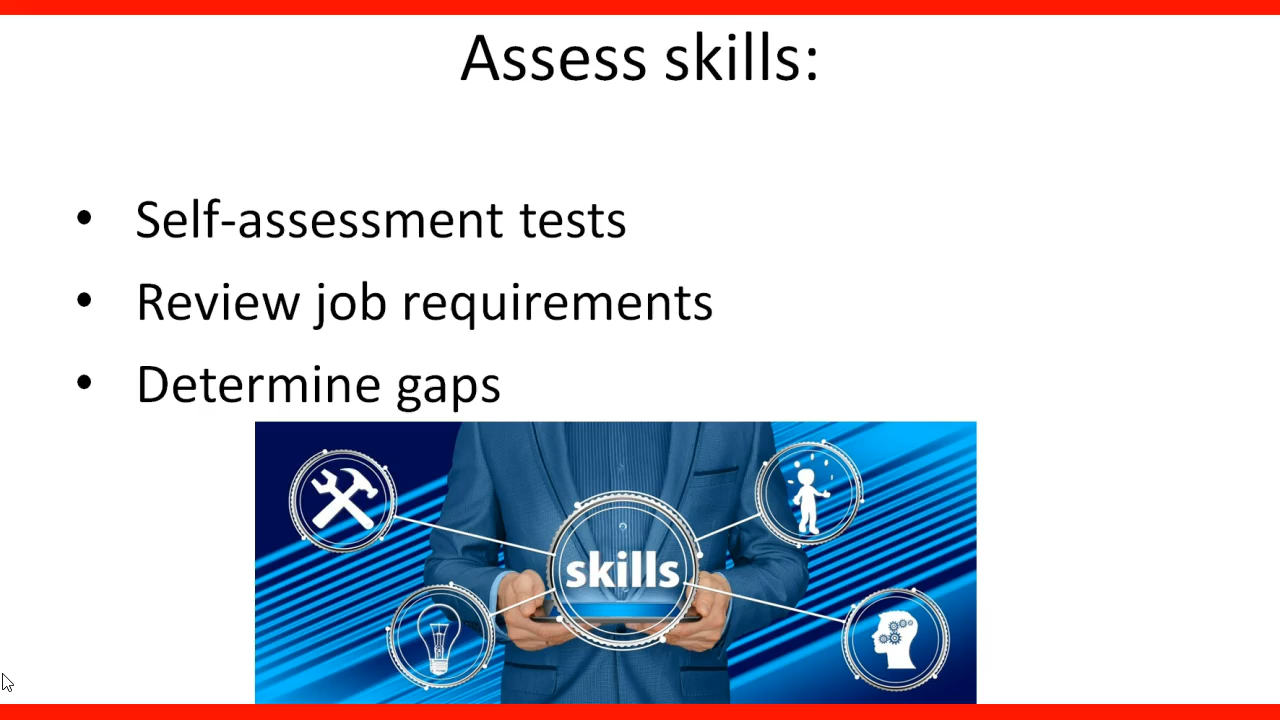 Assess skills:
• Self-assessment tests
• Review job requirements
• Determine gaps
skills